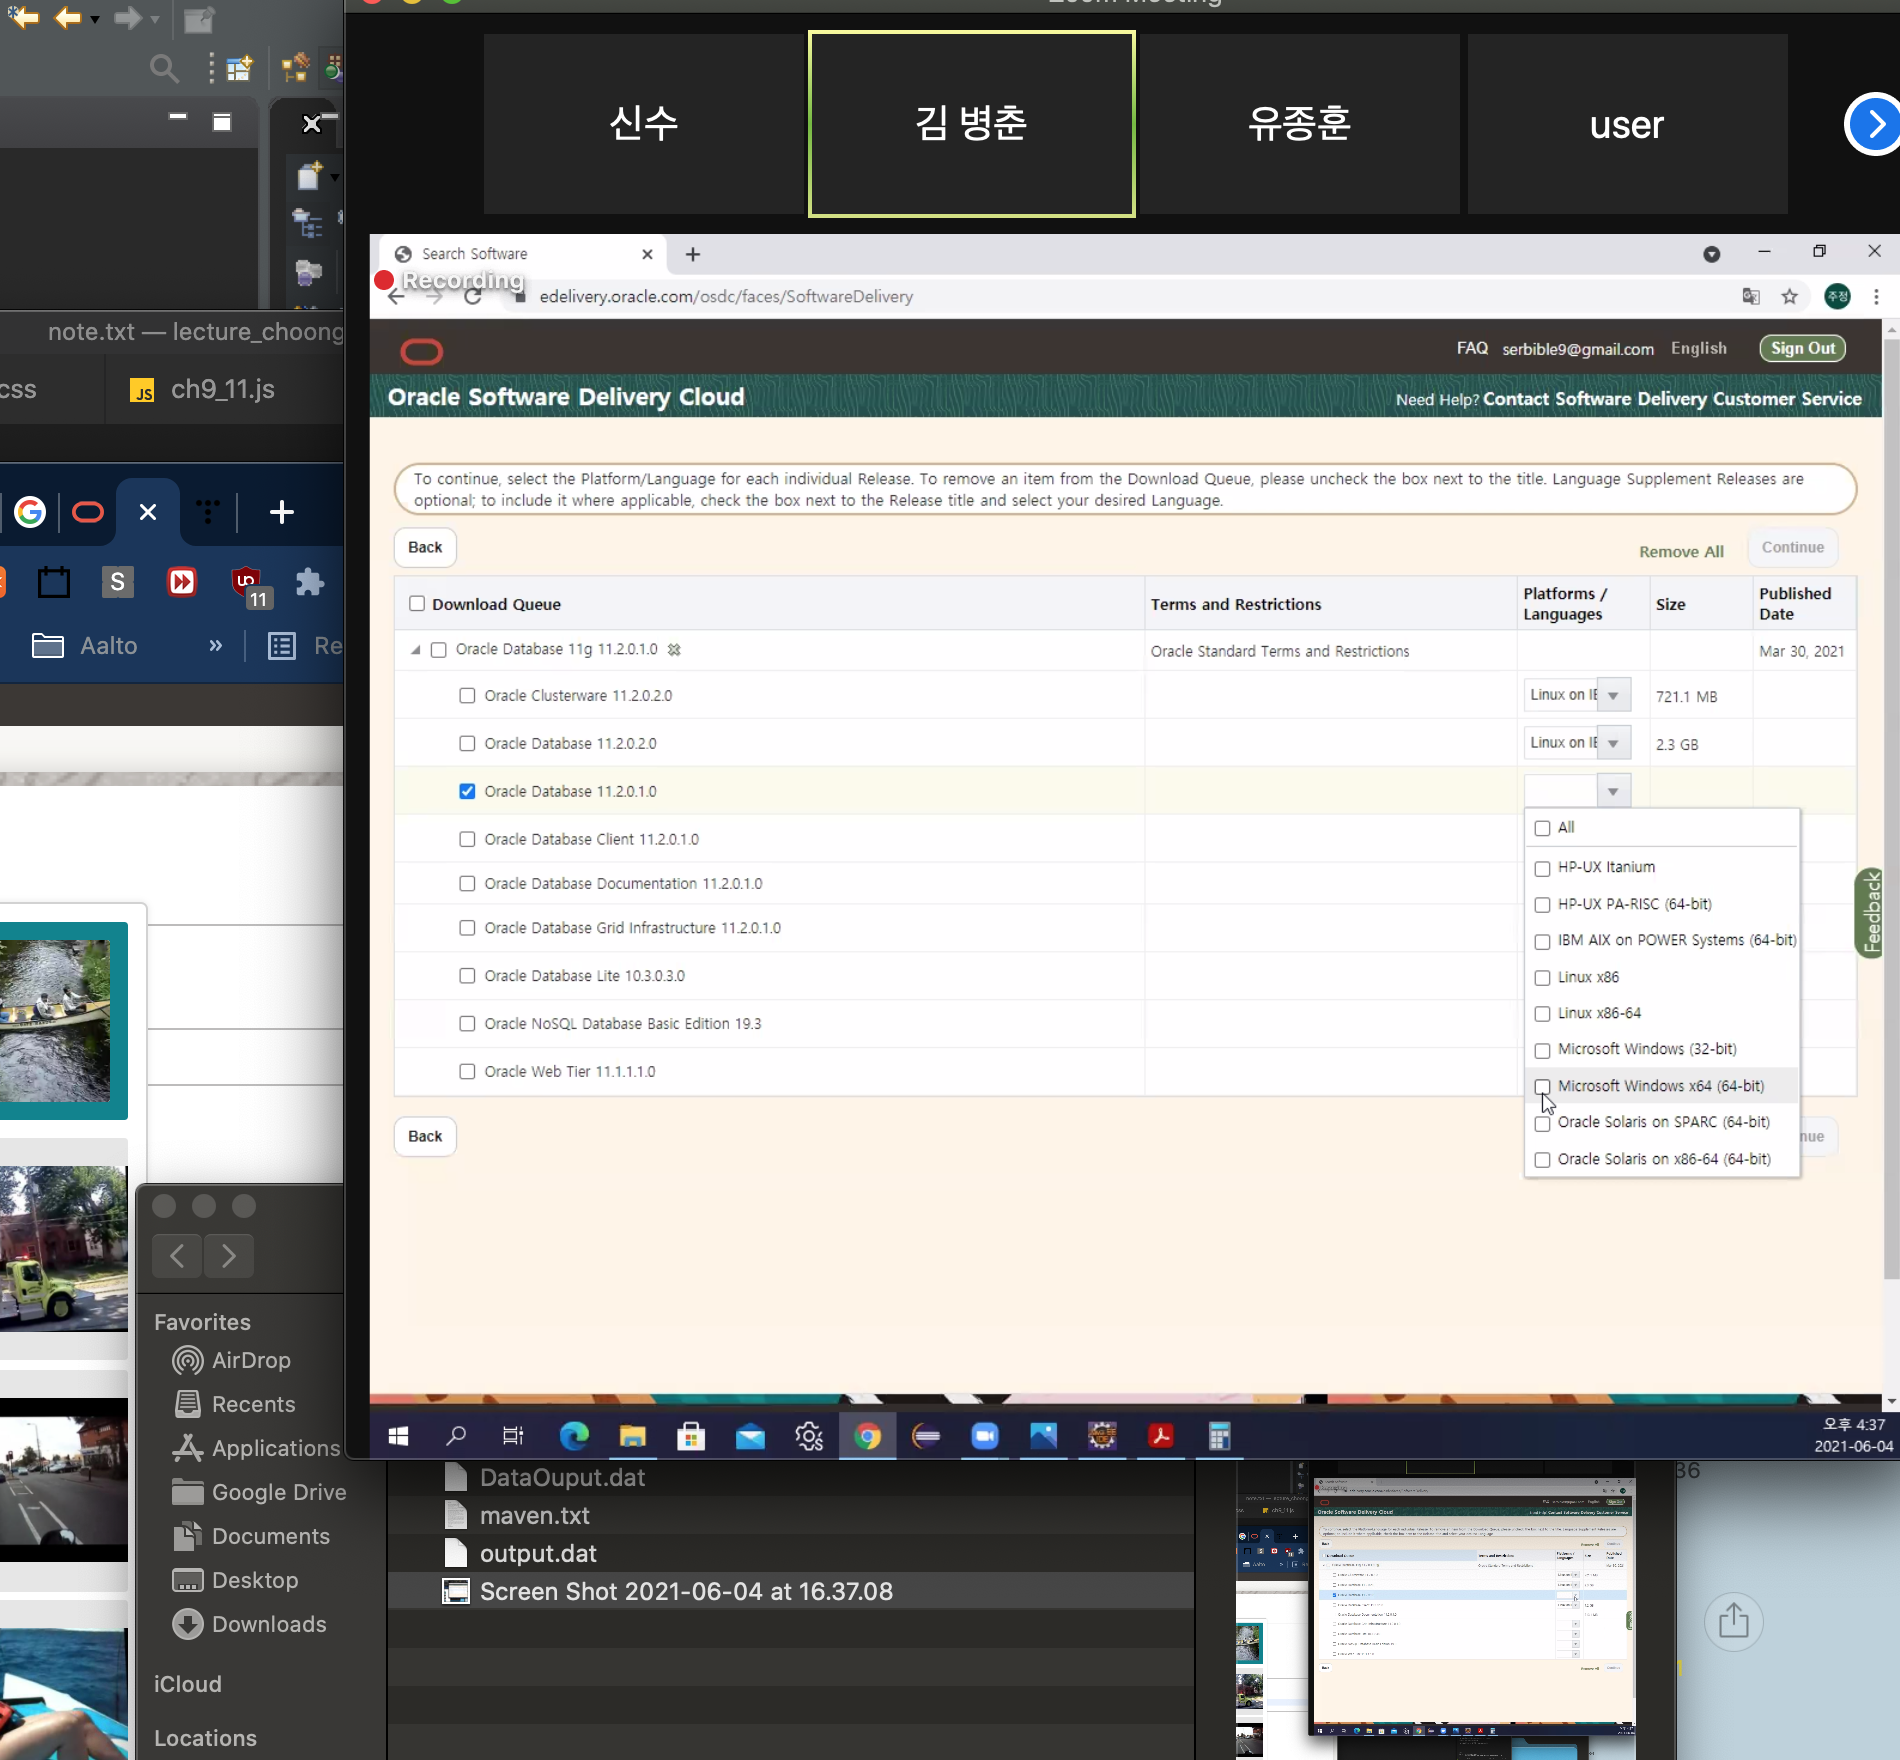 Zoom Meeting
신수
김 병춘
유종훈
user
Search Software
Recording
edelivery.oracle.com/osdc/faces/SoftwareDelivery
주정
note.txt — lecture_choong
css
JS
ch9_11.js
FAQ serbible9@gmail.com English Sign Out
Oracle Software Delivery Cloud
Need Help? Contact Software Delivery Customer Service
To continue, select the Platform/Language for each individual Release. To remove an item from the Download Queue, please uncheck the box next to the title. Language Supplement Releases are
optional; to include it where applicable, check the box next to the Release title and select your desired Language.
Back
Remove All
Continue
S
11
Aalto
»
Re
Download Queue
Terms and Restrictions
Platforms /
Languages
Size
Published
Date
Oracle Database 11g 11.2.0.1.0
Oracle Standard Terms and Restrictions
Mar 30, 2021
Oracle Clusterware 11.2.0.2.0
Linux on IE
721.1 MB
Oracle Database 11.2.0.2.0
Linux on IE
2.3 GB
Oracle Database 11.2.0.1.0
Oracle Database Client 11.2.0.1.0
Oracle Database Documentation 11.2.0.1.0
Oracle Database Grid Infrastructure 11.2.0.1.0
Oracle Database Lite 10.3.0.3.0
Oracle NoSQL Database Basic Edition 19.3
Oracle Web Tier 11.1.1.1.0
All
HP-UX Itanium
HP-UX PA-RISC (64-bit)
IBM AIX on POWER Systems (64-bit)
Linux x86
Linux x86-64
Microsoft Windows (32-bit)
Microsoft Windows x64 (64-bit)
Oracle Solaris on SPARC (64-bit)
Oracle Solaris on x86-64 (64-bit)
Feedback
Back
nue
Favorites
AirDrop
Recents
Applications
Google Drive
Documents
Desktop
Downloads
iCloud
Locations
오후 4:37
2021-06-04
DataOuput.dat
maven.txt
output.dat
Screen Shot 2021-06-04 at 16.37.08
36